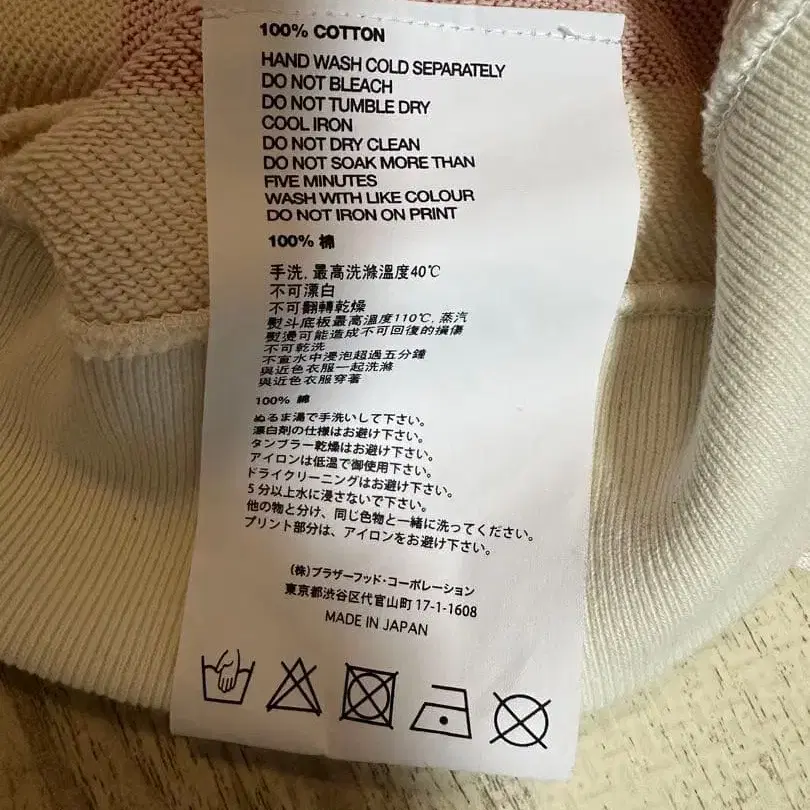 100% COTTON
HAND WASH COLD SEPARATELY
DO NOT BLEACH
DO NOT TUMBLE DRY
COOL IRON
DO NOT DRY CLEAN
DO NOT SOAK MORE THAN
FIVE MINUTES
WASH WITH LIKE COLOUR
DO NOT IRON ON PRINT
100% 棉
手洗, 最高洗滌溫度40℃
不可漂白
不可翻轉乾燥
熨斗底板最高溫度110℃, 蒸汽
熨燙可能造成不可回復的損傷
不可乾洗
不宜水中浸泡超過五分鐘
與近色衣服一起洗滌
與近色衣服穿著
100% 綿
ぬるま湯で手洗いして下さい。
漂白剤の仕様はお避け下さい。
タンブラー乾燥はお避け下さい。
アイロンは低温で御使用下さい。
ドライクリーニングはお避け下さい。
5分以上水に浸さないで下さい。
他の物と分け、同じ色物と一緒に洗ってください。
プリント部分は、アイロンをお避け下さい。
(株)ブラザーフッド・コーポレーション
東京都渋谷区代官山町17-1-1608
MADE IN JAPAN